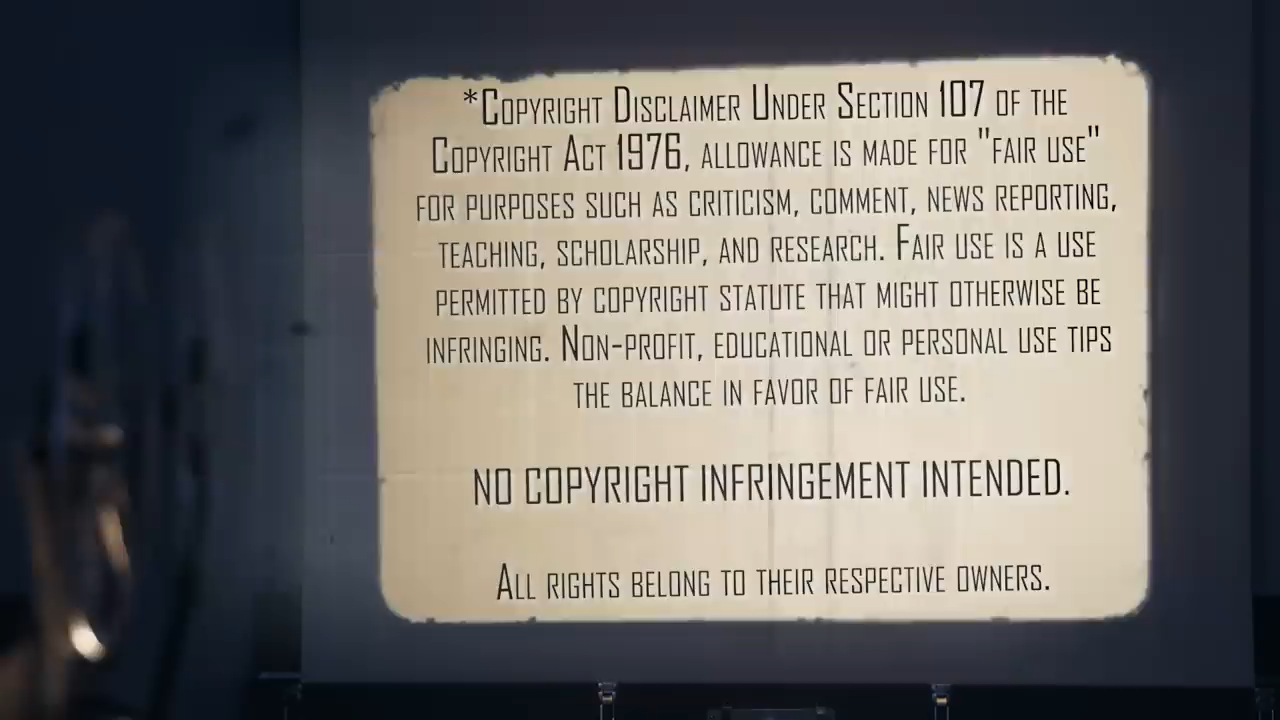 *Copyright Disclaimer Under Section 107 of the
Copyright Act 1976, allowance is made for "fair use"
for purposes such as criticism, comment, news reporting,
teaching, scholarship, and research. Fair use is a use
permitted by copyright statute that might otherwise be
infringing. Non-profit, educational or personal use tips
the balance in favor of fair use.
NO COPYRIGHT INFRINGEMENT INTENDED.
All rights belong to their respective owners.